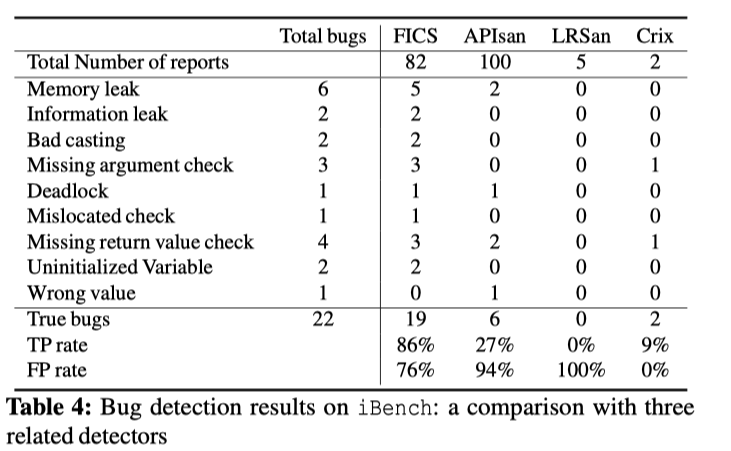 Total bugs FICS APIsan LRSan Crix
Total Number of reports 82 100 5 2
Memory leak 6 5 2 0 0
Information leak 2 2 0 0 0
Bad casting 2 2 0 0 0
Missing argument check 3 3 0 0 1
Deadlock 1 1 1 0 0
Mislocated check 1 1 0 0 0
Missing return value check 4 3 2 0 1
Uninitialized Variable 2 2 0 0 0
Wrong value 1 0 1 0 0
True bugs 22 19 6 0 2
TP rate 86% 27% 0% 9%
FP rate 76% 94% 100% 0%
Table 4: Bug detection results on iBench: a comparison with three
related detectors